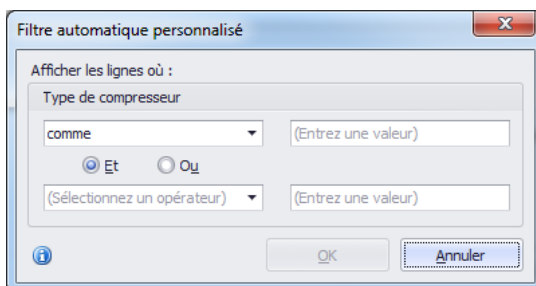 Filtre automatique personnalisé
Afficher les lignes où :
Type de compresseur
comme (Entrez une valeur)
Et Ou
(Sélectionnez un opérateur) (Entrez une valeur)
OK Annuler